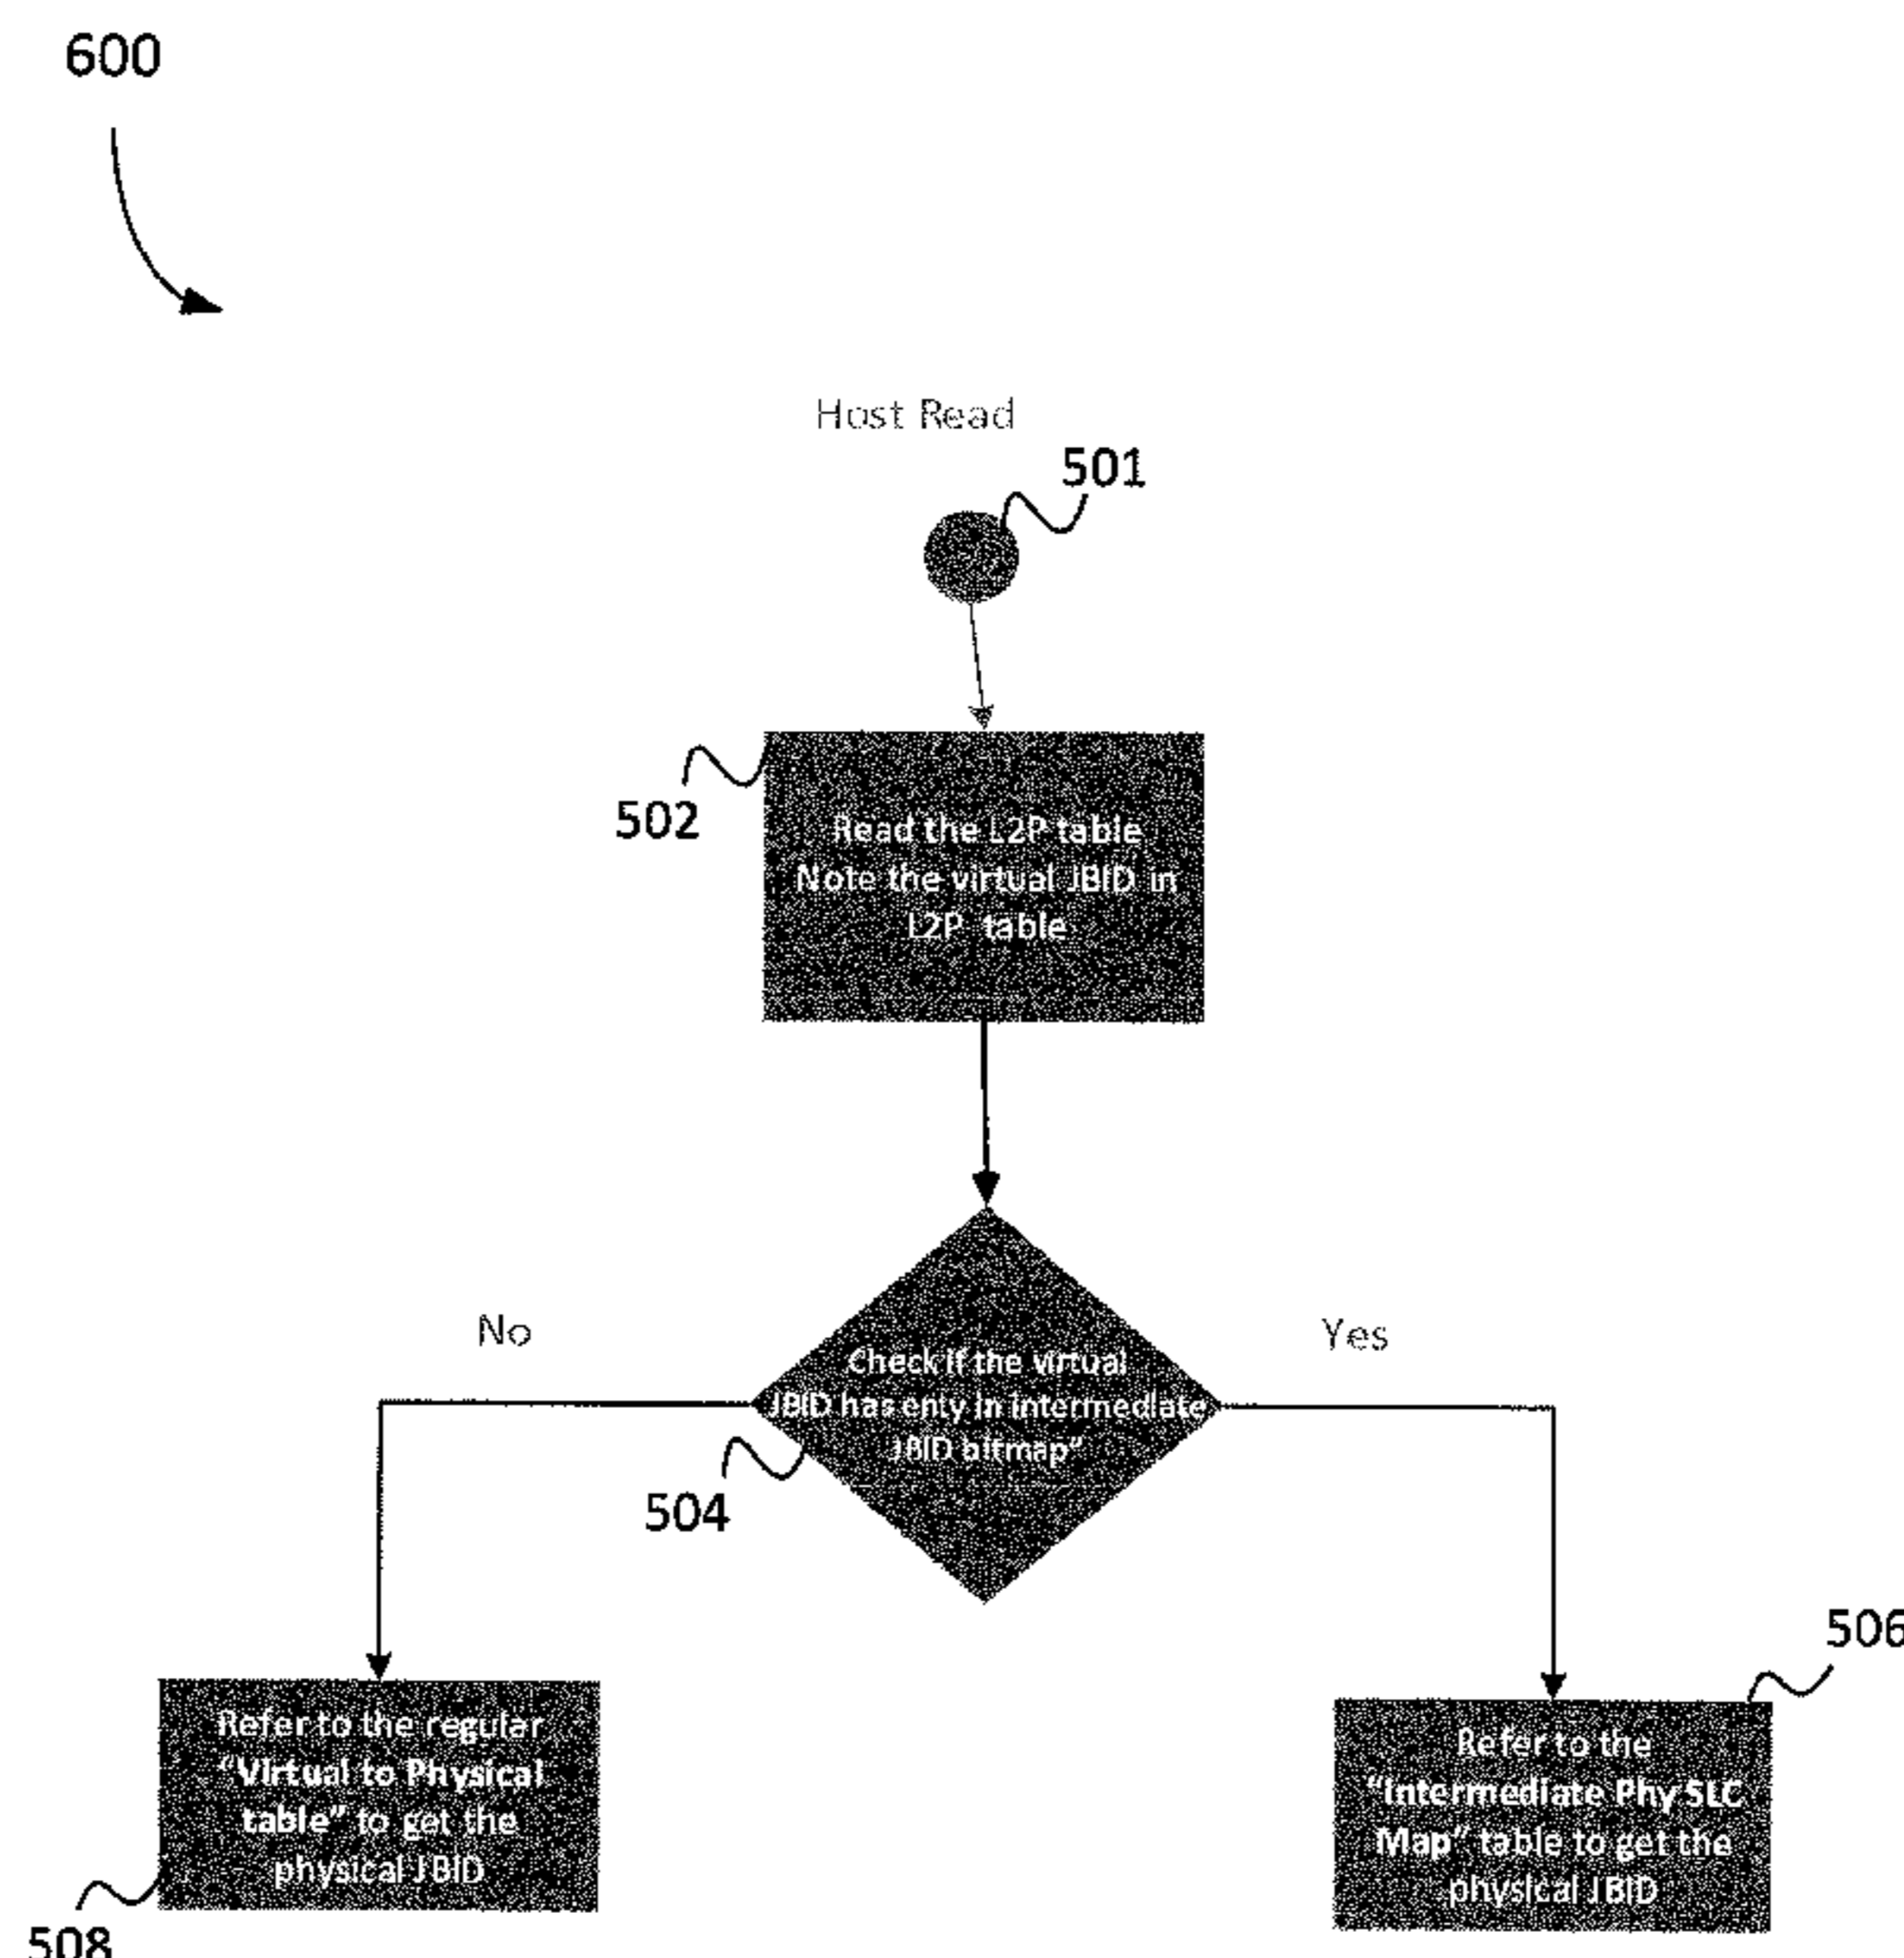 600
Host Read
501
502
Read the L2P table
Note the virtual JBID in
L2P table
No
Yes
Check if the virtual
JBID has enty in intermediate
JBID bitmap"
504
506
Refer to the regular
"Virtual to Physical
table" to get the
physical JBID
508
Refer to the
"Intermediate Phy SLC
Map" table to get the
physical JBID